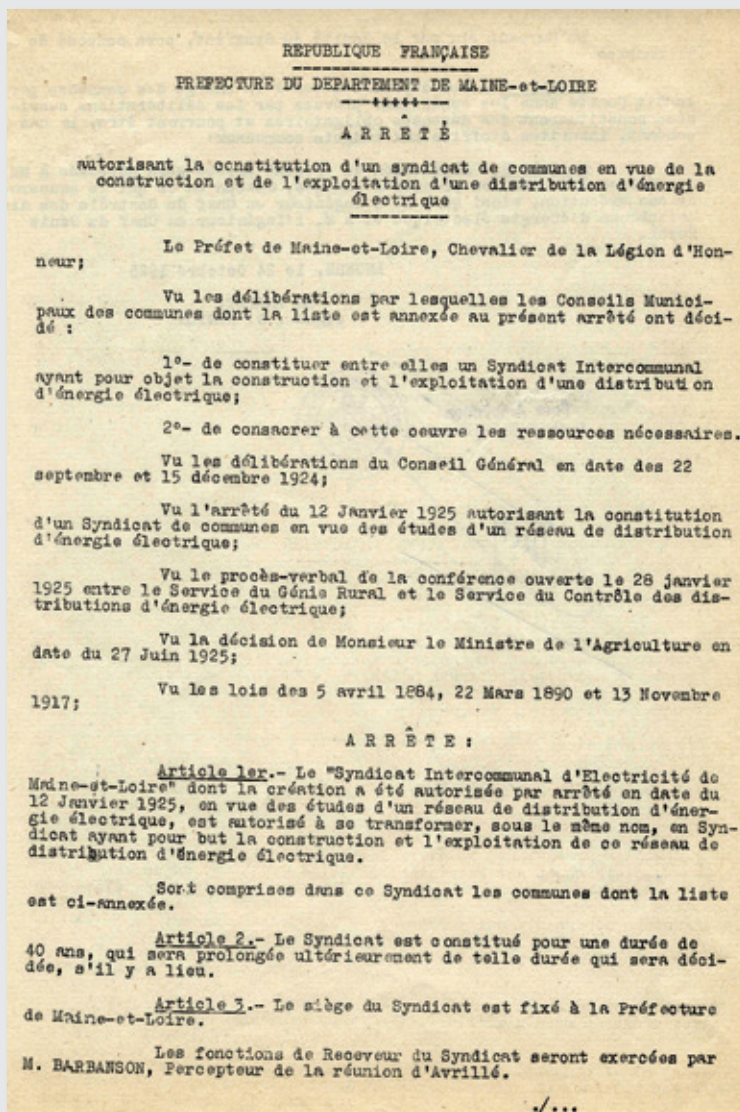 REPUBLIQUE FRANÇAISE
PREFECTURE DU DEPARTEMENT DE MAINE-et-LOIRE
ARRÊTÉ
autorisant la constitution d'un syndicat de communes en vue de la
construction et de l'exploitation d'une distribution d'énergie
électrique
Le Préfet de Maine-et-Loire, Chevalier de la Légion d'Hon-
neur;
Vu les délibérations par lesquelles les Conseils Munici-
paux des communes dont la liste est annexée au présent arrêté ont déci-
dé :
1°- de constituer entre elles un Syndicat Intercommunal
ayant pour objet la construction et l'exploitation d'une distribution
d'énergie électrique;
2°- de consacrer à cette oeuvre les ressources nécessaires.
Vu les délibérations du Conseil Général en date des 22
septembre et 15 décembre 1924;
Vu l'arrêté du 12 Janvier 1925 autorisant la constitution
d'un Syndicat de communes en vue des études d'un réseau de distribution
d'énergie électrique;
Vu le procès-verbal de la conférence ouverte le 28 janvier
1925 entre le Service du Génie Rural et le Service du Contrôle des dis-
tributions d'énergie électrique;
Vu la décision de Monsieur le Ministre de l'Agriculture en
date du 27 Juin 1925;
Vu les lois des 5 avril 1884, 22 Mars 1890 et 13 Novembre
1917;
ARRÊTE :
Article 1er.- Le "Syndicat Intercommunal d'Electricité de
Maine-et-Loire" dont la création a été autorisée par arrêté en date du
12 Janvier 1925, en vue des études d'un réseau de distribution d'éner-
gie électrique, est autorisé à se transformer, sous le même nom, en Syn-
dicat ayant pour but la construction et l'exploitation de ce réseau de
distribution d'énergie électrique.
Sont comprises dans ce Syndicat les communes dont la liste
est ci-annexée.
Article 2.- Le Syndicat est constitué pour une durée de
40 ans, qui sera prolongée ultérieurement de telle durée qui sera déci-
dée, s'il y a lieu.
Article 3.- Le siège du Syndicat est fixé à la Préfecture
de Maine-et-Loire.
Les fonctions de Receveur du Syndicat seront exercées par
M. BARBANSON, Percepteur de la réunion d'Avrillé.
./...